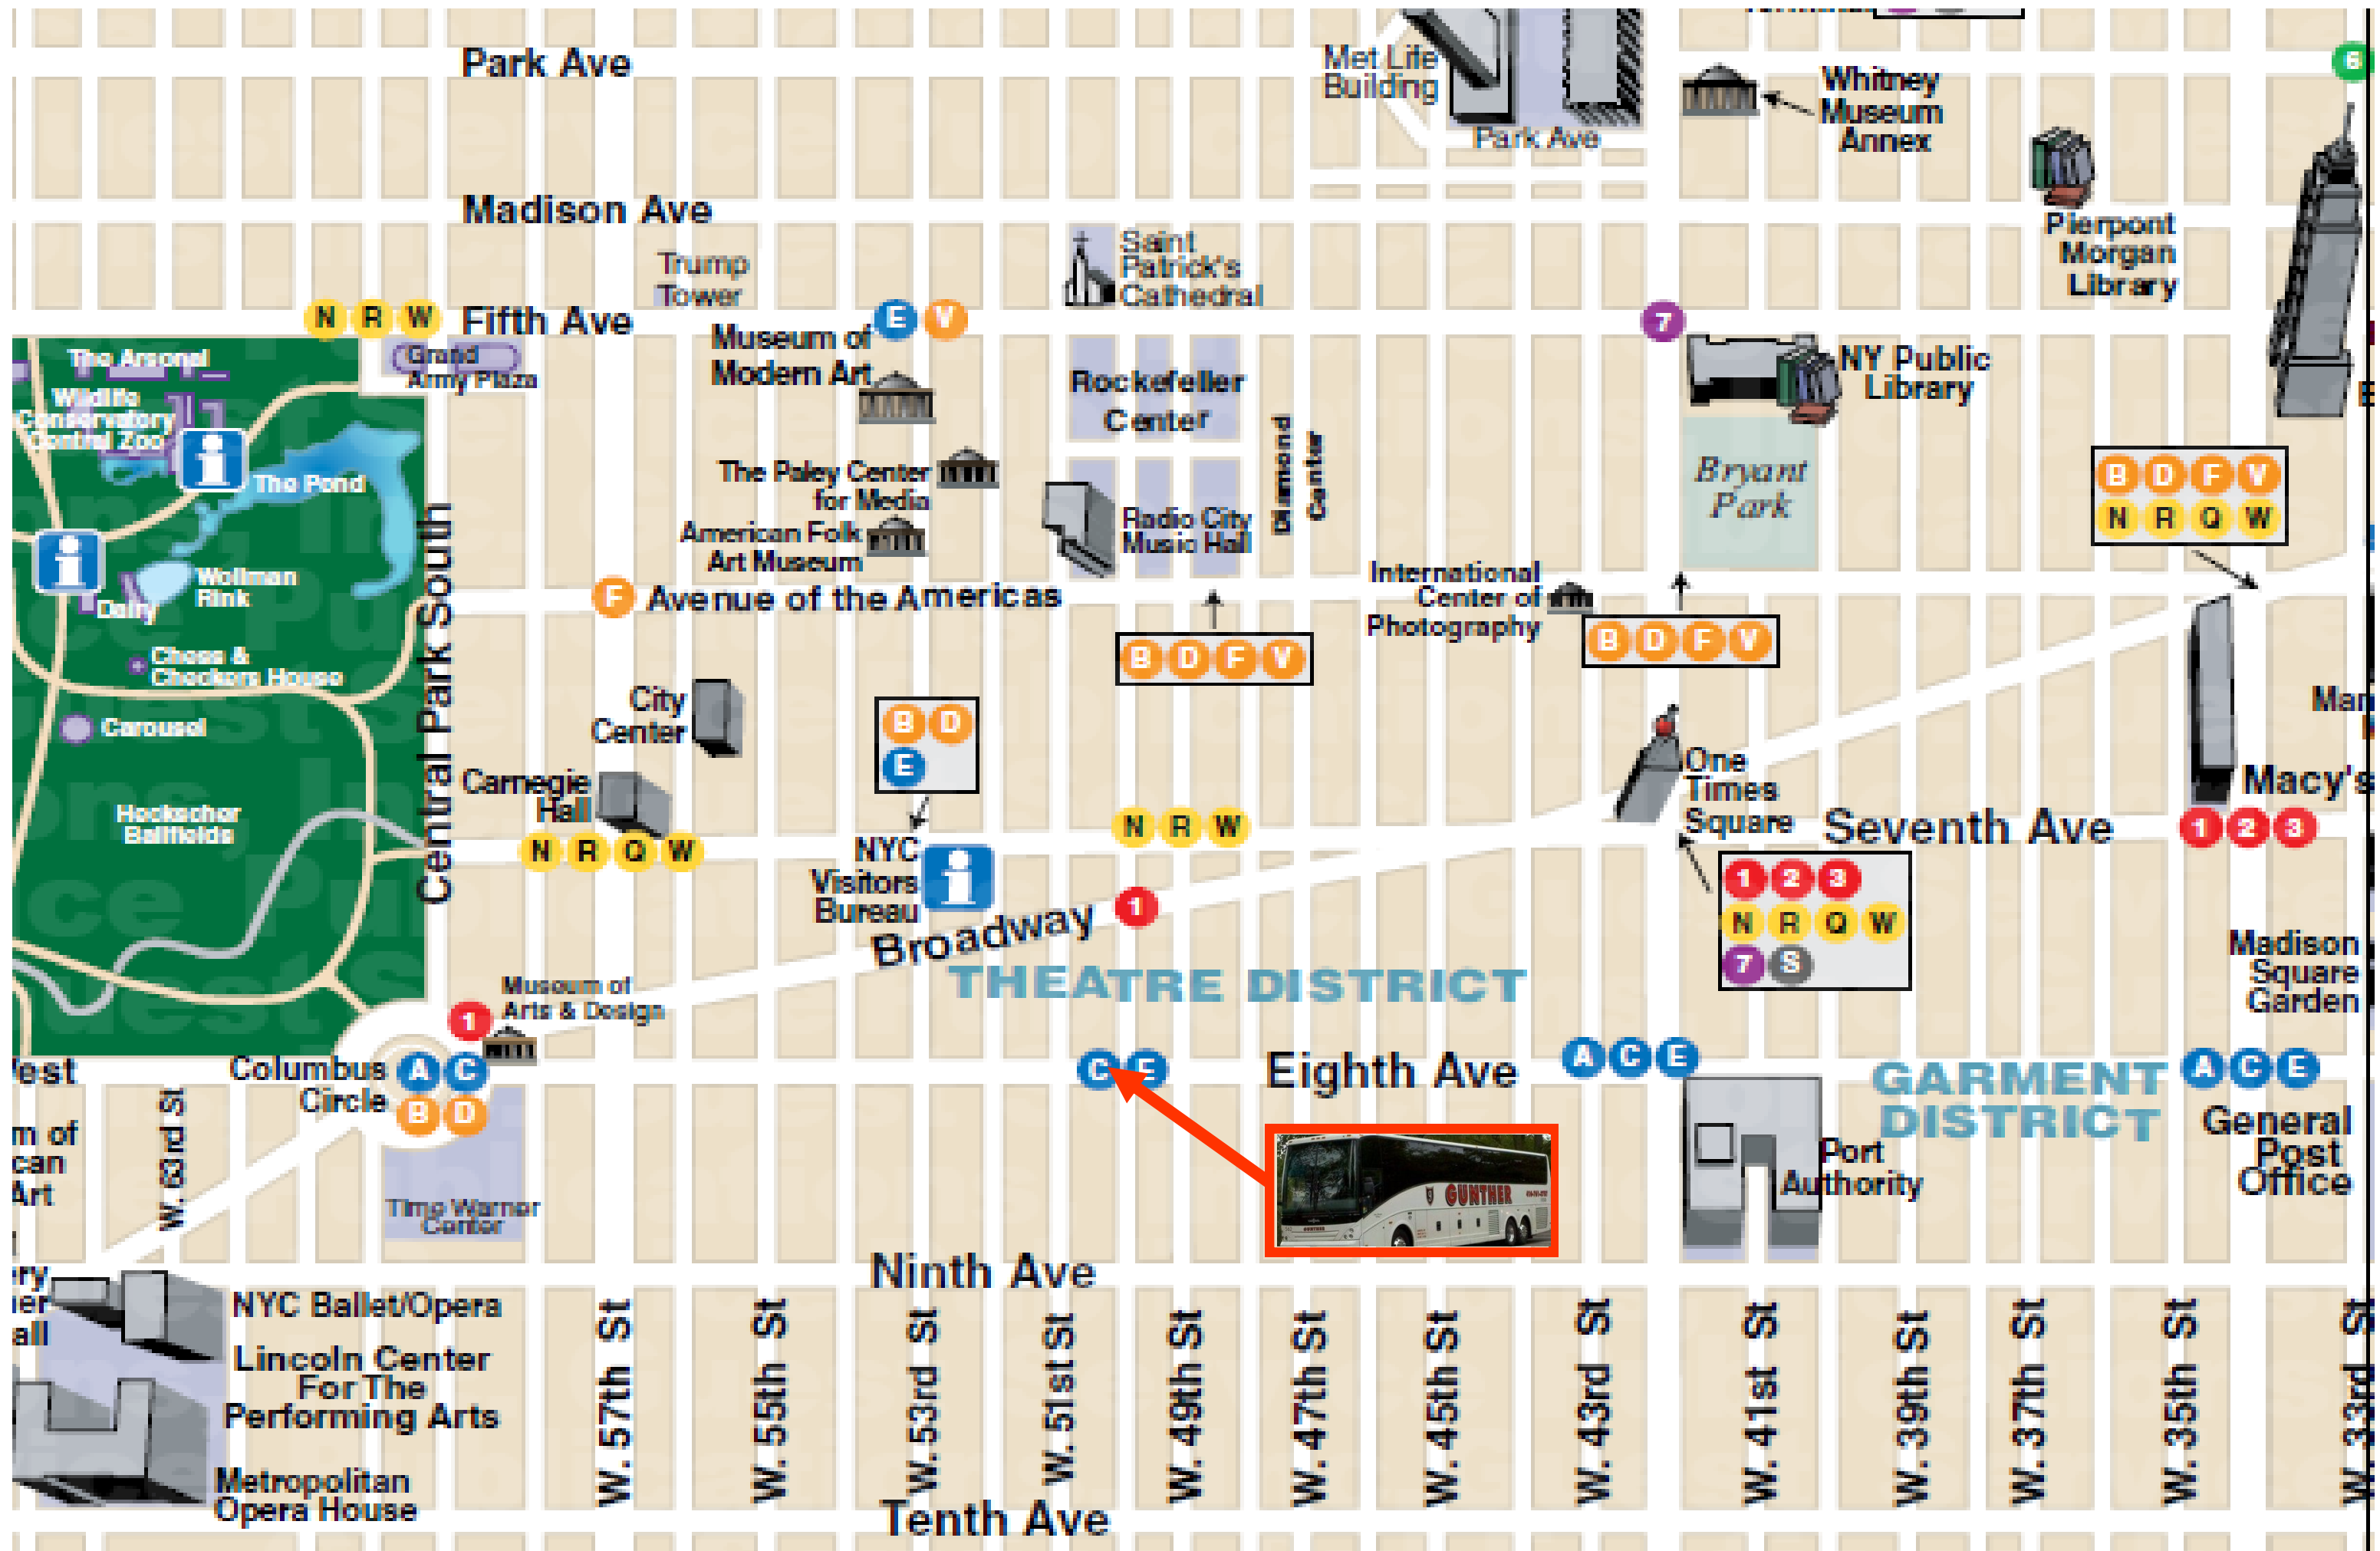 Park Ave
Met Life
Building
Park Ave
Whitney
Museum
Annex
6
Madison Ave
Pierpont
Morgan
Library
Trump
Tower
Saint
Patrick's
Cathedral
N R W
Fifth Ave
E V
7
Museum of
Modern Art
The Arsenal
Grand
Army Plaza
Wildlife
Conservatory
Central Zoo
The Pond
Rockefeller
Center
NY Public
Library
The Paley Center
for Media
American Folk
Art Museum
Radio City
Music Hall
Diamond
Center
Bryant
Park
B D F V
N R Q W
Wollman
Rink
Dairy
Central Park South
F
Avenue of the Americas
International
Center of
Photography
B D F V
B D F V
Chess &
Checkers House
Carousel
City
Center
B D
E
Carnegie
Hall
Heckscher
Ballfields
One
Times
Square
Macy's
N R Q W
NYC
Visitors
Bureau
N R W
Seventh Ave
1 2 3
1 2 3
N R Q W
7 S
Broadway
1
THEATRE DISTRICT
Madison
Square
Garden
Museum of
Arts & Design
1
Columbus
Circle
A C
B D
C E
Eighth Ave
A C E
GARMENT
DISTRICT
A C E
General
Post
Office
Port
Authority
GUNTHER
W. 63rd St
Time Warner
Center
Ninth Ave
NYC Ballet/Opera
Lincoln Center
For The
Performing Arts
Metropolitan
Opera House
W. 57th St
W. 55th St
W. 53rd St
W. 51st St
W. 49th St
W. 47th St
W. 45th St
W. 43rd St
W. 41st St
W. 39th St
W. 37th St
W. 35th St
W. 33rd St
Tenth Ave